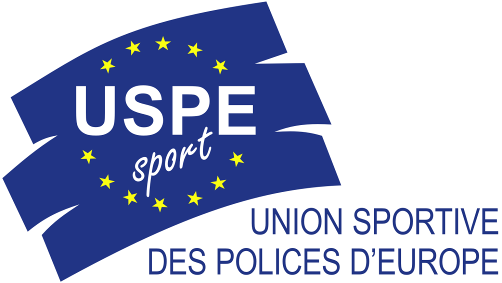 USPE
sport
UNION SPORTIVE
DES POLICES D'EUROPE